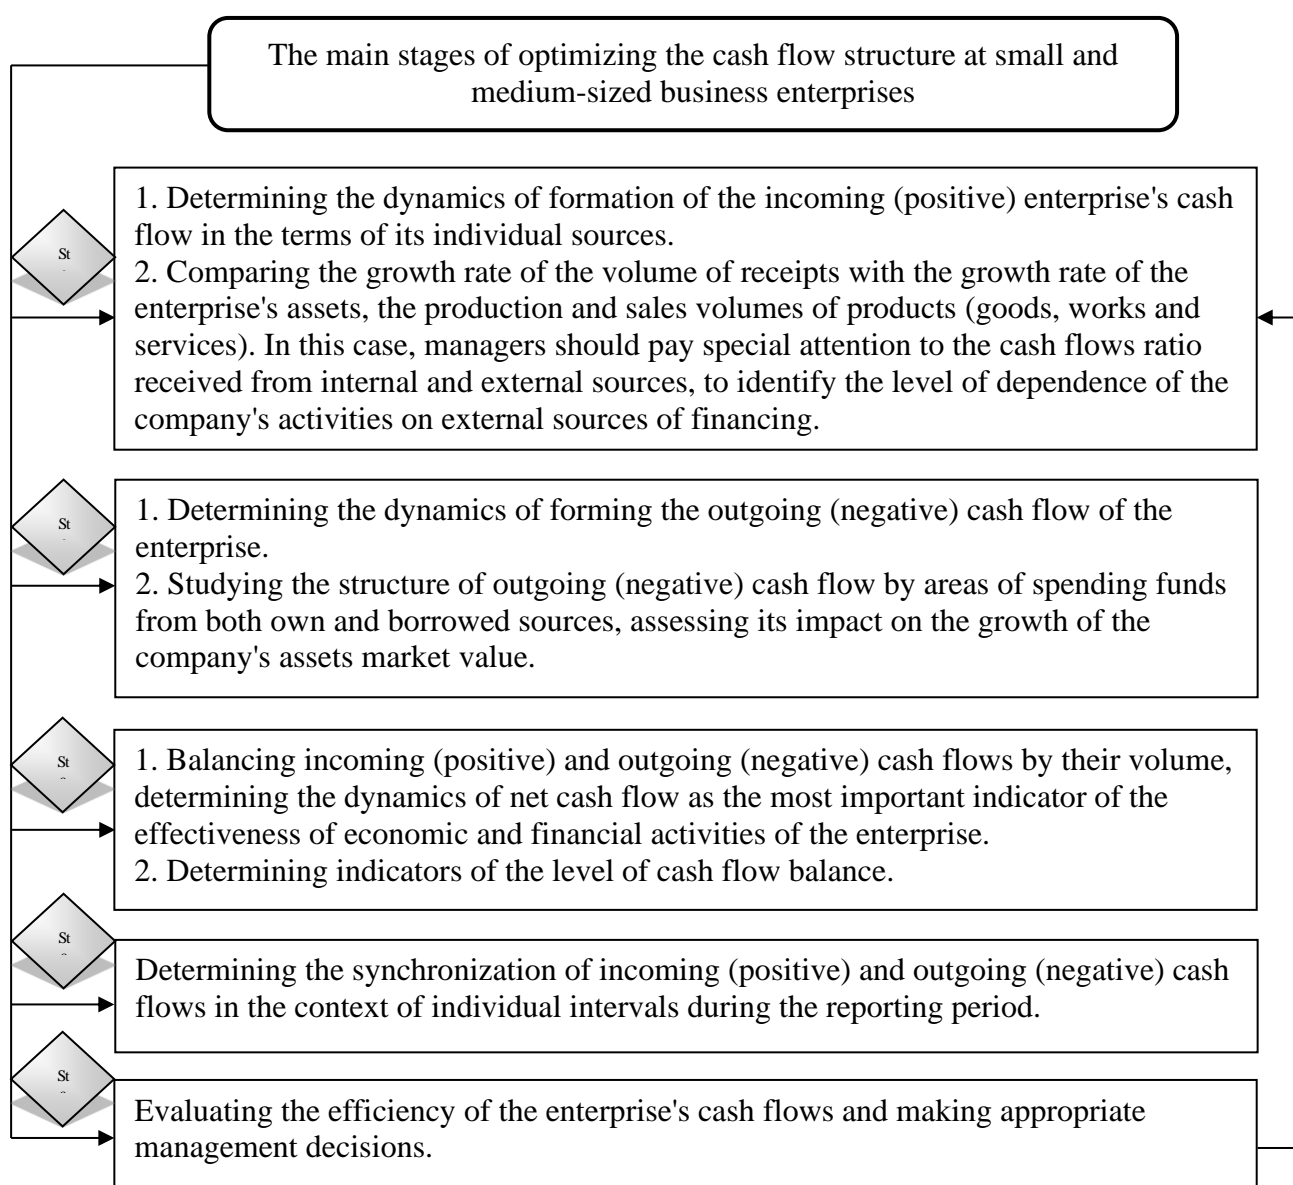 The main stages of optimizing the cash flow structure at small and
medium-sized business enterprises
St
1. Determining the dynamics of formation of the incoming (positive) enterprise's cash
flow in the terms of its individual sources.
2. Comparing the growth rate of the volume of receipts with the growth rate of the
enterprise's assets, the production and sales volumes of products (goods, works and
services). In this case, managers should pay special attention to the cash flows ratio
received from internal and external sources, to identify the level of dependence of the
company's activities on external sources of financing.
St
1. Determining the dynamics of forming the outgoing (negative) cash flow of the
enterprise.
2. Studying the structure of outgoing (negative) cash flow by areas of spending funds
from both own and borrowed sources, assessing its impact on the growth of the
company's assets market value.
St
1. Balancing incoming (positive) and outgoing (negative) cash flows by their volume,
determining the dynamics of net cash flow as the most important indicator of the
effectiveness of economic and financial activities of the enterprise.
2. Determining indicators of the level of cash flow balance.
St
Determining the synchronization of incoming (positive) and outgoing (negative) cash
flows in the context of individual intervals during the reporting period.
St
Evaluating the efficiency of the enterprise's cash flows and making appropriate
management decisions.